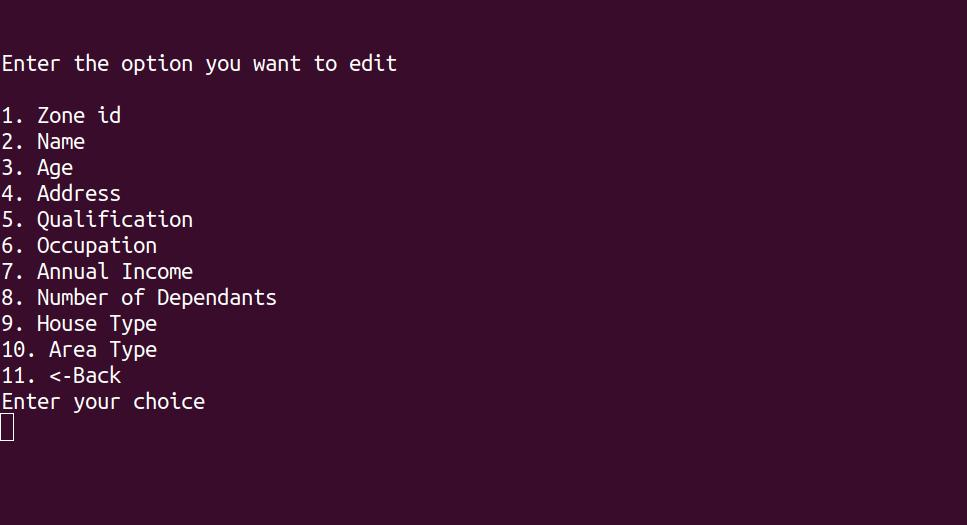 Enter the option you want to edit
1. Zone id
2. Name
3. Age
4. Address
5. Qualification
6. Occupation
7. Annual Income
8. Number of Dependants
9. House Type
10. Area Type
11. <-Back
Enter your choice